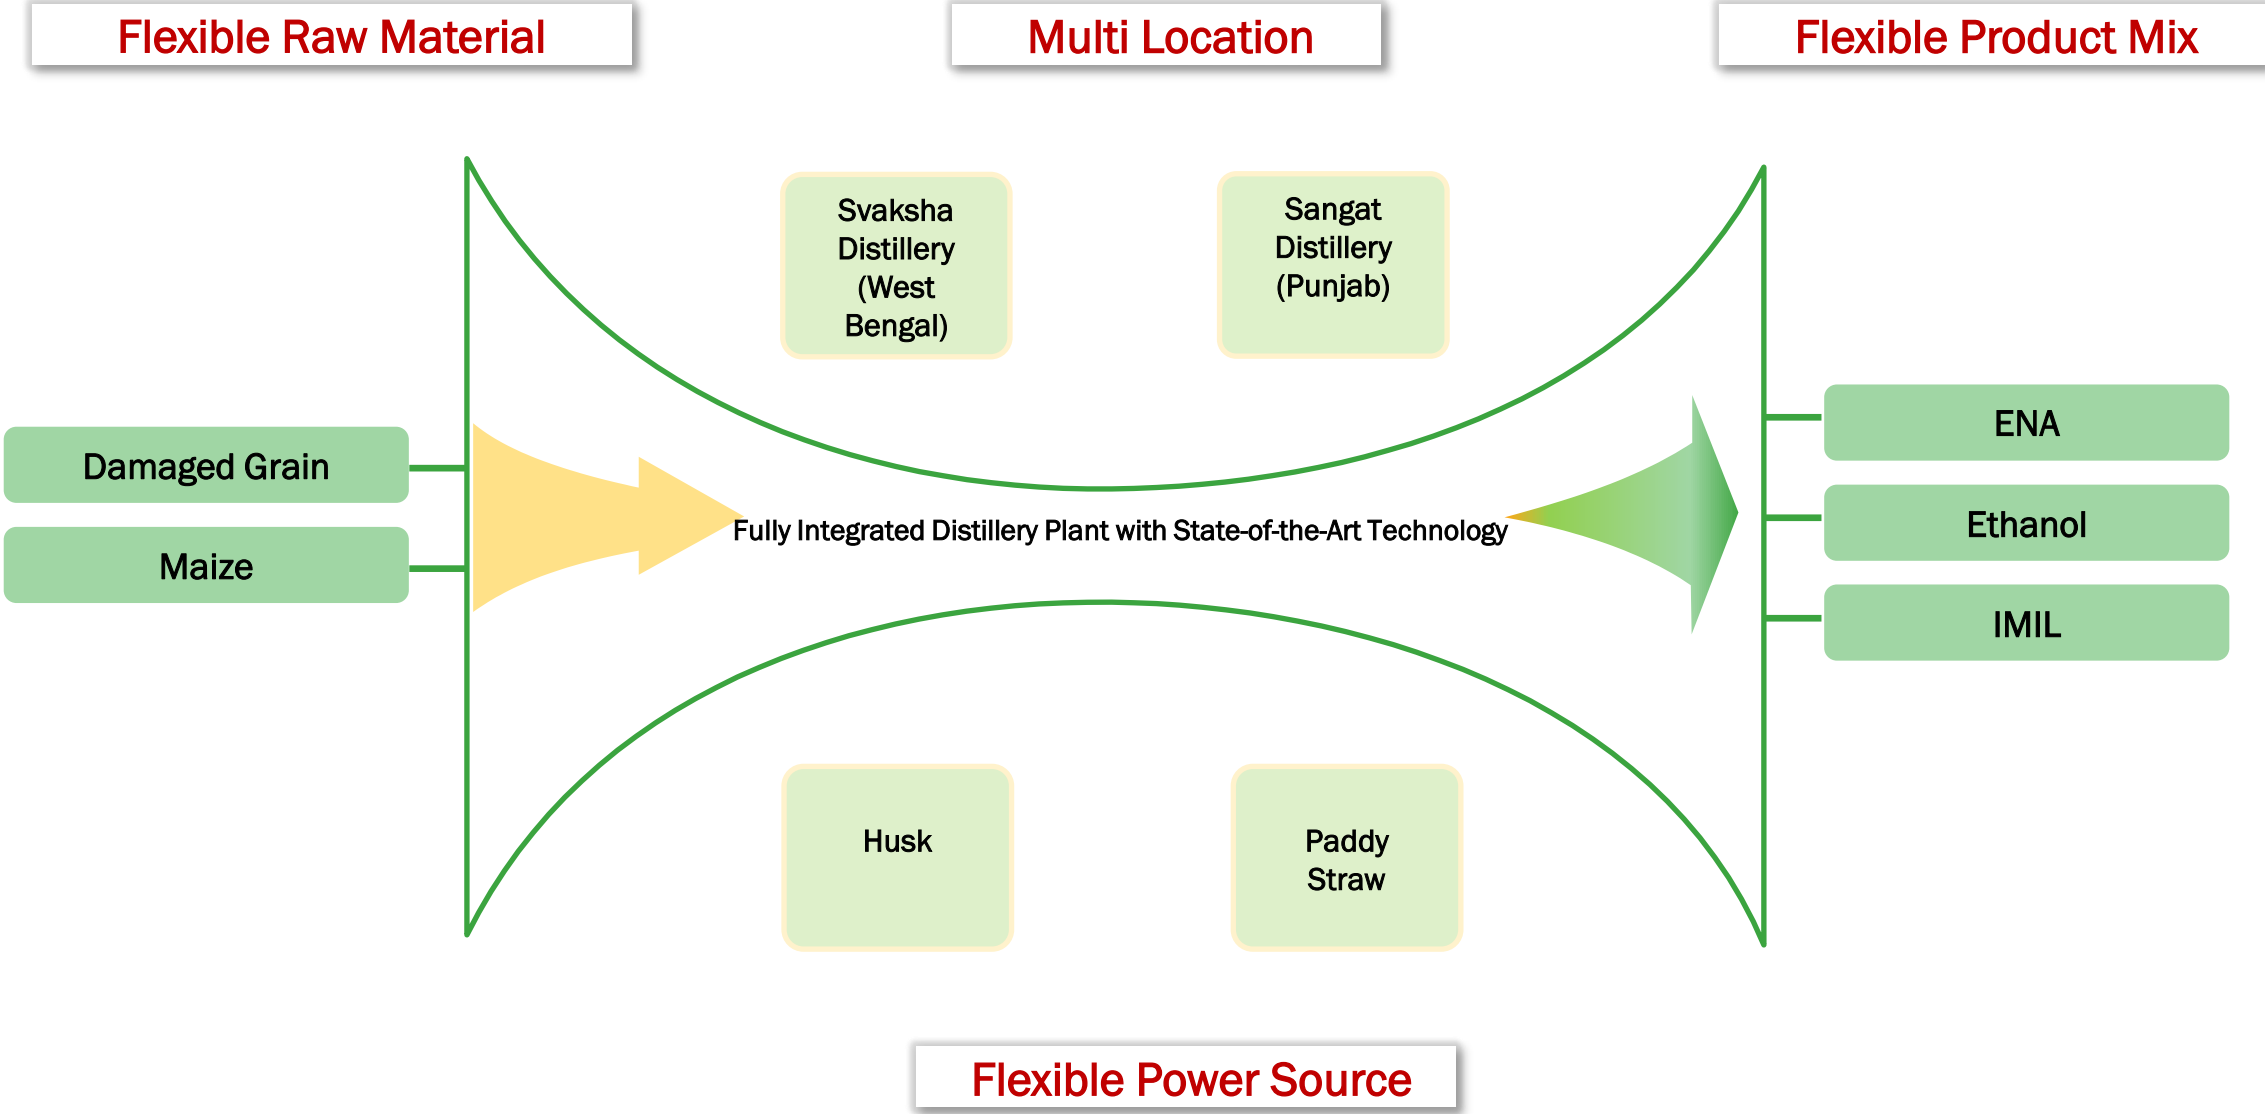 Flexible Raw Material
Multi Location
Flexible Product Mix
Svaksha
Distillery
(West
Bengal)
Sangat
Distillery
(Punjab)
Damaged Grain
Maize
Fully Integrated Distillery Plant with State-of-the-Art Technology
ENA
Ethanol
IMIL
Husk
Paddy
Straw
Flexible Power Source